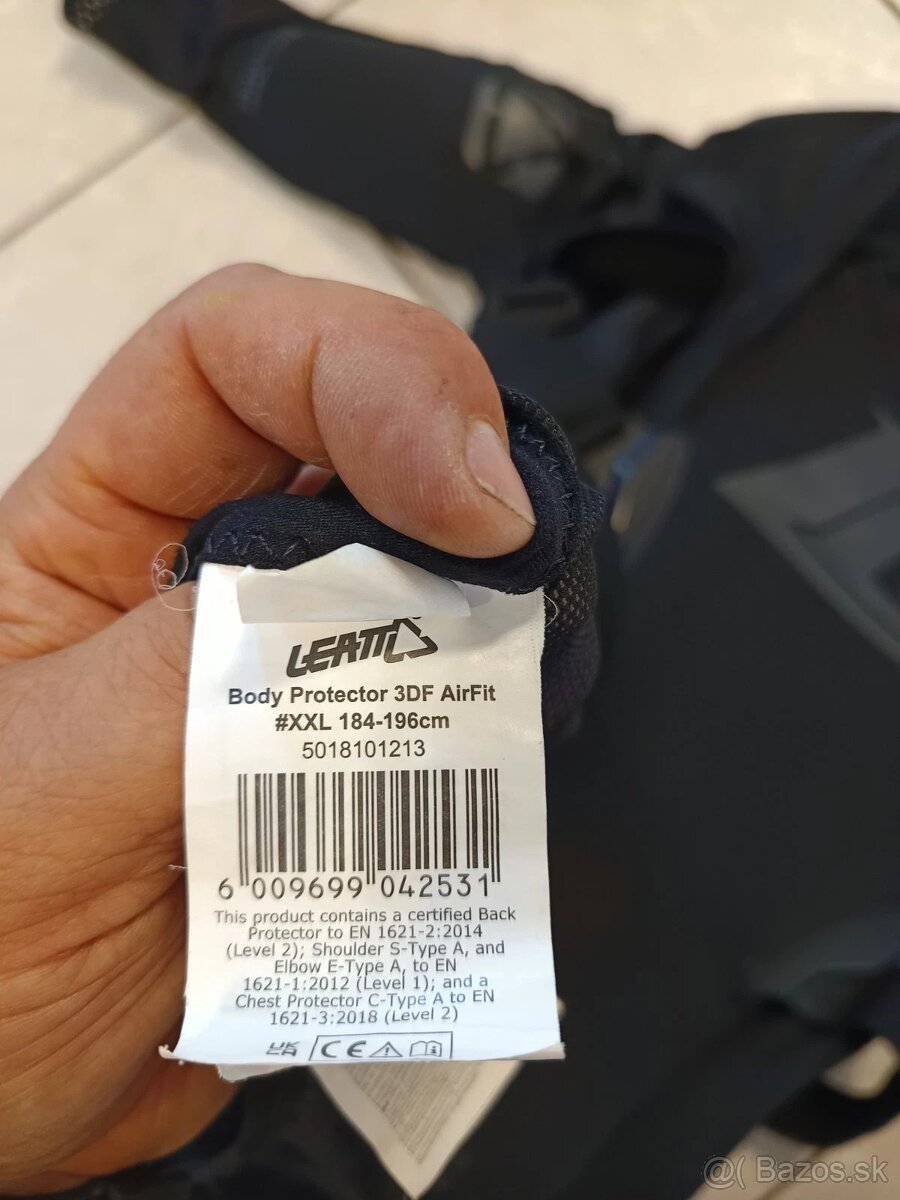 LEATT
Body Protector 3DF AirFit
#XXL 184-196cm
5018101213
6 009699 042531
This product contains a certified Back
Protector to EN 1621-2:2014
(Level 2); Shoulder S-Type A, and
Elbow E-Type A, to EN
1621-1:2012 (Level 1); and a
Chest Protector C-Type A to EN
1621-3:2018 (Level 2)
UK CA CE
@( Bazos.sk